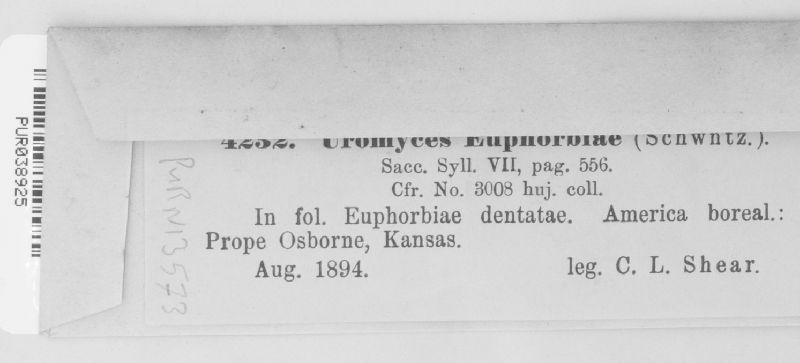 4232. Uromyces Euphorbiae (Schwntz.).
Sacc. Syll. VII, pag. 556.
Cfr. No. 3008 huj. coll.
In fol. Euphorbiae dentatae. America boreal.:
Prope Osborne, Kansas.
Aug. 1894. leg. C. L. Shear.
PUR038925
PUR N13573